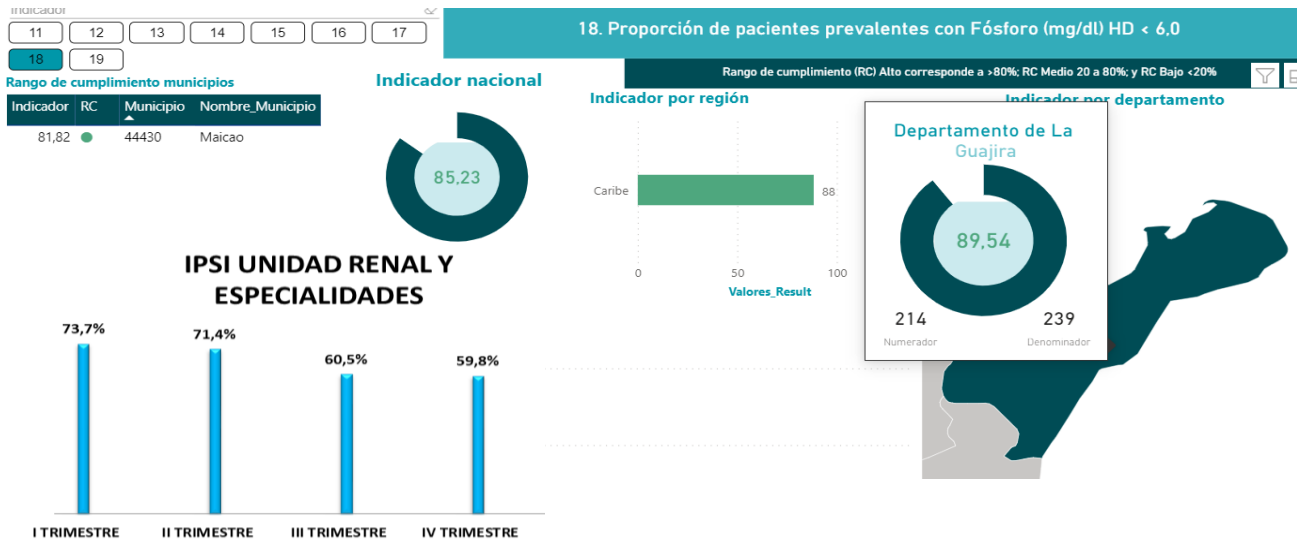 Indicador
11 12 13 14 15 16 17
18 19
18. Proporción de pacientes prevalentes con Fósforo (mg/dl) HD < 6,0
Rango de cumplimiento (RC) Alto corresponde a >80%; RC Medio 20 a 80%; y RC Bajo <20%
Rango de cumplimiento municipios
Indicador RC Municipio Nombre_Municipio
81,82 44430 Maicao
Indicador nacional
85,23
Indicador por región
Caribe 88
0 50 100
Valores_Result
Indicador por departamento
Departamento de La
Guajira
89,54
214 239
Numerador Denominador
IPSI UNIDAD RENAL Y
ESPECIALIDADES
73,7% 71,4% 60,5% 59,8%
I TRIMESTRE II TRIMESTRE III TRIMESTRE IV TRIMESTRE